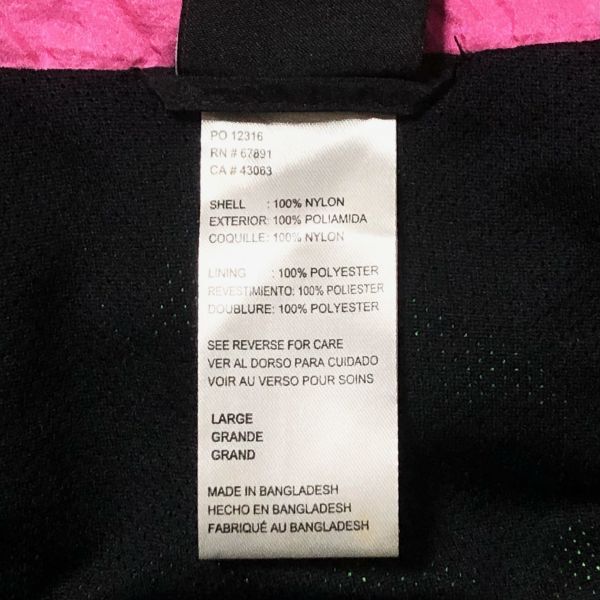 PO 12316
RN # 67891
CA # 43063
SHELL : 100% NYLON
EXTERIOR: 100% POLIAMIDA
COQUILLE: 100% NYLON
LINING : 100% POLYESTER
REVESTIMIENTO: 100% POLIESTER
DOUBLURE: 100% POLYESTER
SEE REVERSE FOR CARE
VER AL DORSO PARA CUIDADO
VOIR AU VERSO POUR SOINS
LARGE
GRANDE
GRAND
MADE IN BANGLADESH
HECHO EN BANGLADESH
FABRIQUÉ AU BANGLADESH